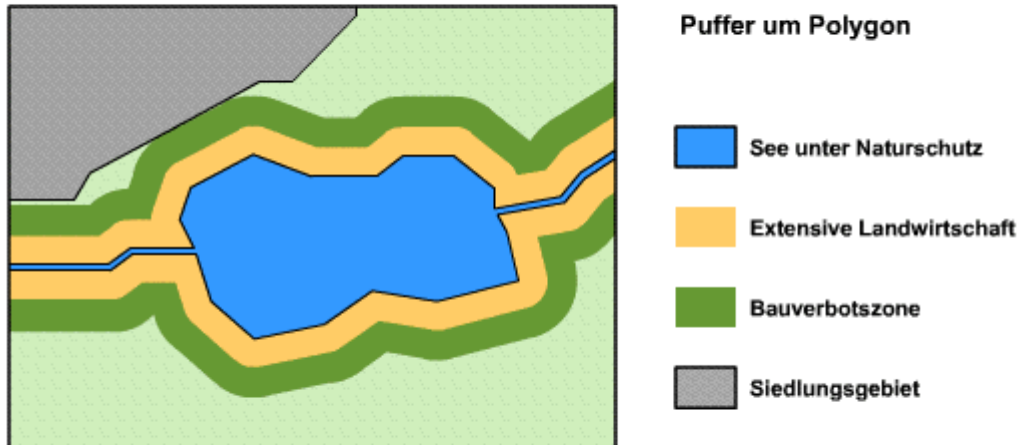 Puffer um Polygon
See unter Naturschutz
Extensive Landwirtschaft
Bauverbotszone
Siedlungsgebiet